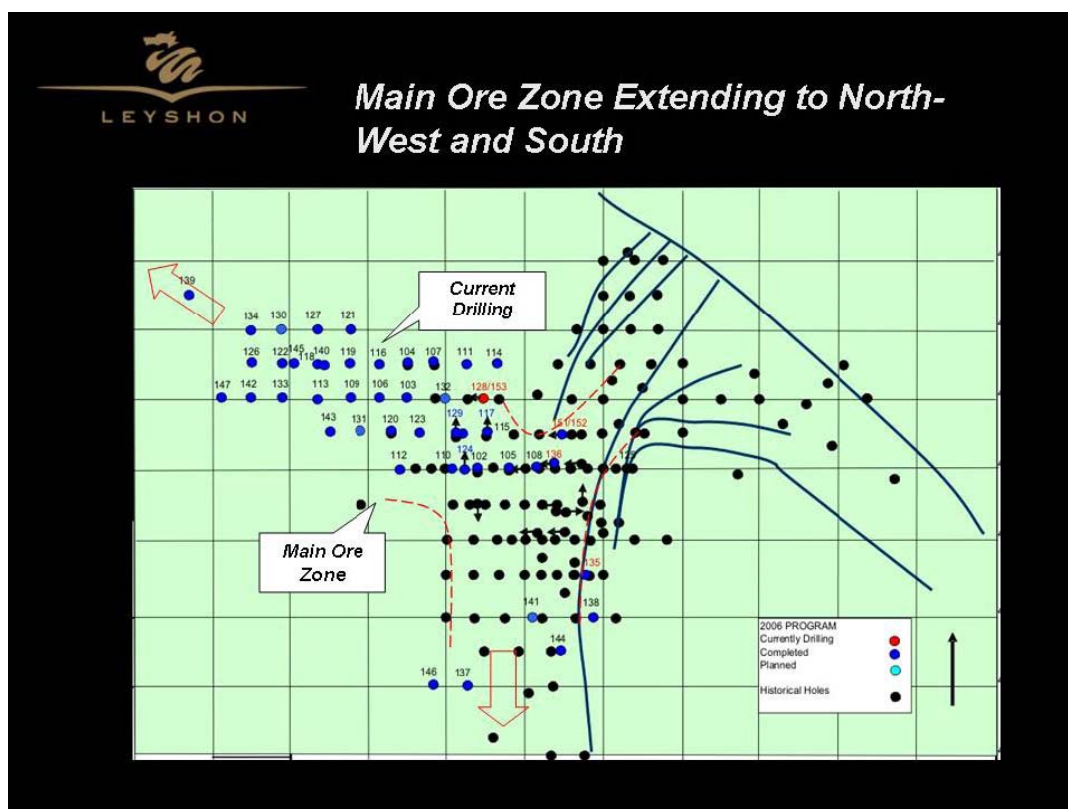 LEYSHON
Main Ore Zone Extending to North-
West and South
139
Current
Drilling
134 130 127 121
126 122 145 118 140 119 116 104 107 111 114
147 142 133 113 109 106 103 132 128/153
143 131 120 123 129 117 115 151/152
112 110 124 102 105 108 136
Main Ore
Zone
135
141 138
144
146 137
2006 PROGRAM
Currently Drilling
Completed
Planned
Historical Holes